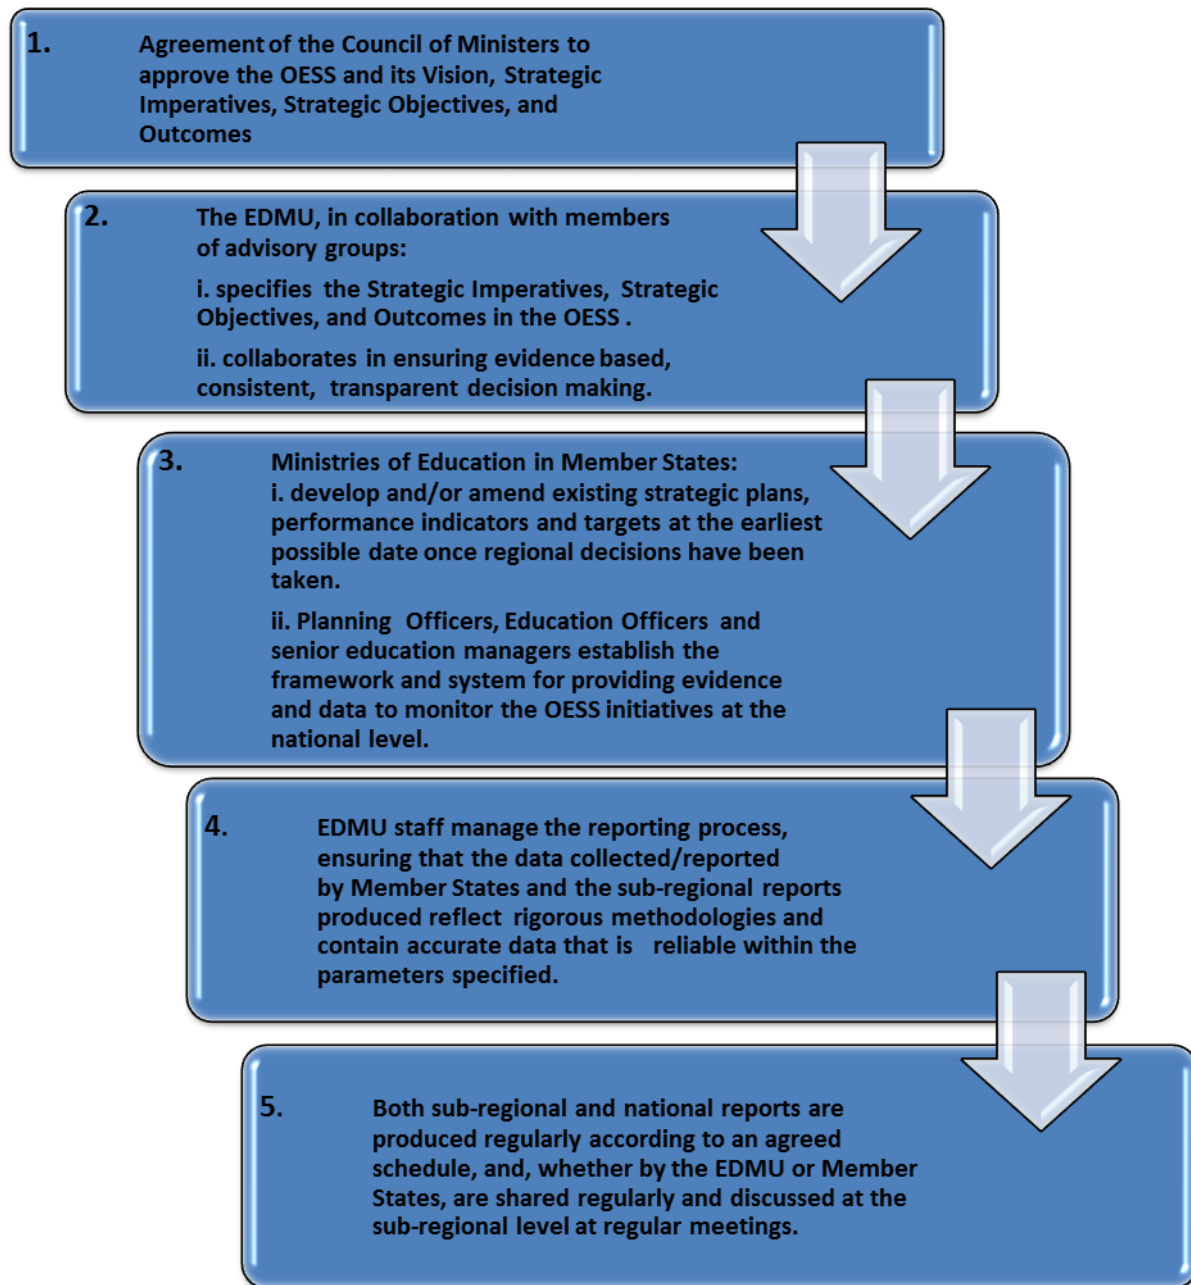 1. Agreement of the Council of Ministers to
approve the OESS and its Vision, Strategic
Imperatives, Strategic Objectives, and
Outcomes
2. The EDMU, in collaboration with members
of advisory groups:
i. specifies the Strategic Imperatives, Strategic
Objectives, and Outcomes in the OESS .
ii. collaborates in ensuring evidence based,
consistent, transparent decision making.
3. Ministries of Education in Member States:
i. develop and/or amend existing strategic plans,
performance indicators and targets at the earliest
possible date once regional decisions have been
taken.
ii. Planning Officers, Education Officers and
senior education managers establish the
framework and system for providing evidence
and data to monitor the OESS initiatives at the
national level.
4. EDMU staff manage the reporting process,
ensuring that the data collected/reported
by Member States and the sub-regional reports
produced reflect rigorous methodologies and
contain accurate data that is reliable within the
parameters specified.
5. Both sub-regional and national reports are
produced regularly according to an agreed
schedule, and, whether by the EDMU or Member
States, are shared regularly and discussed at the
sub-regional level at regular meetings.